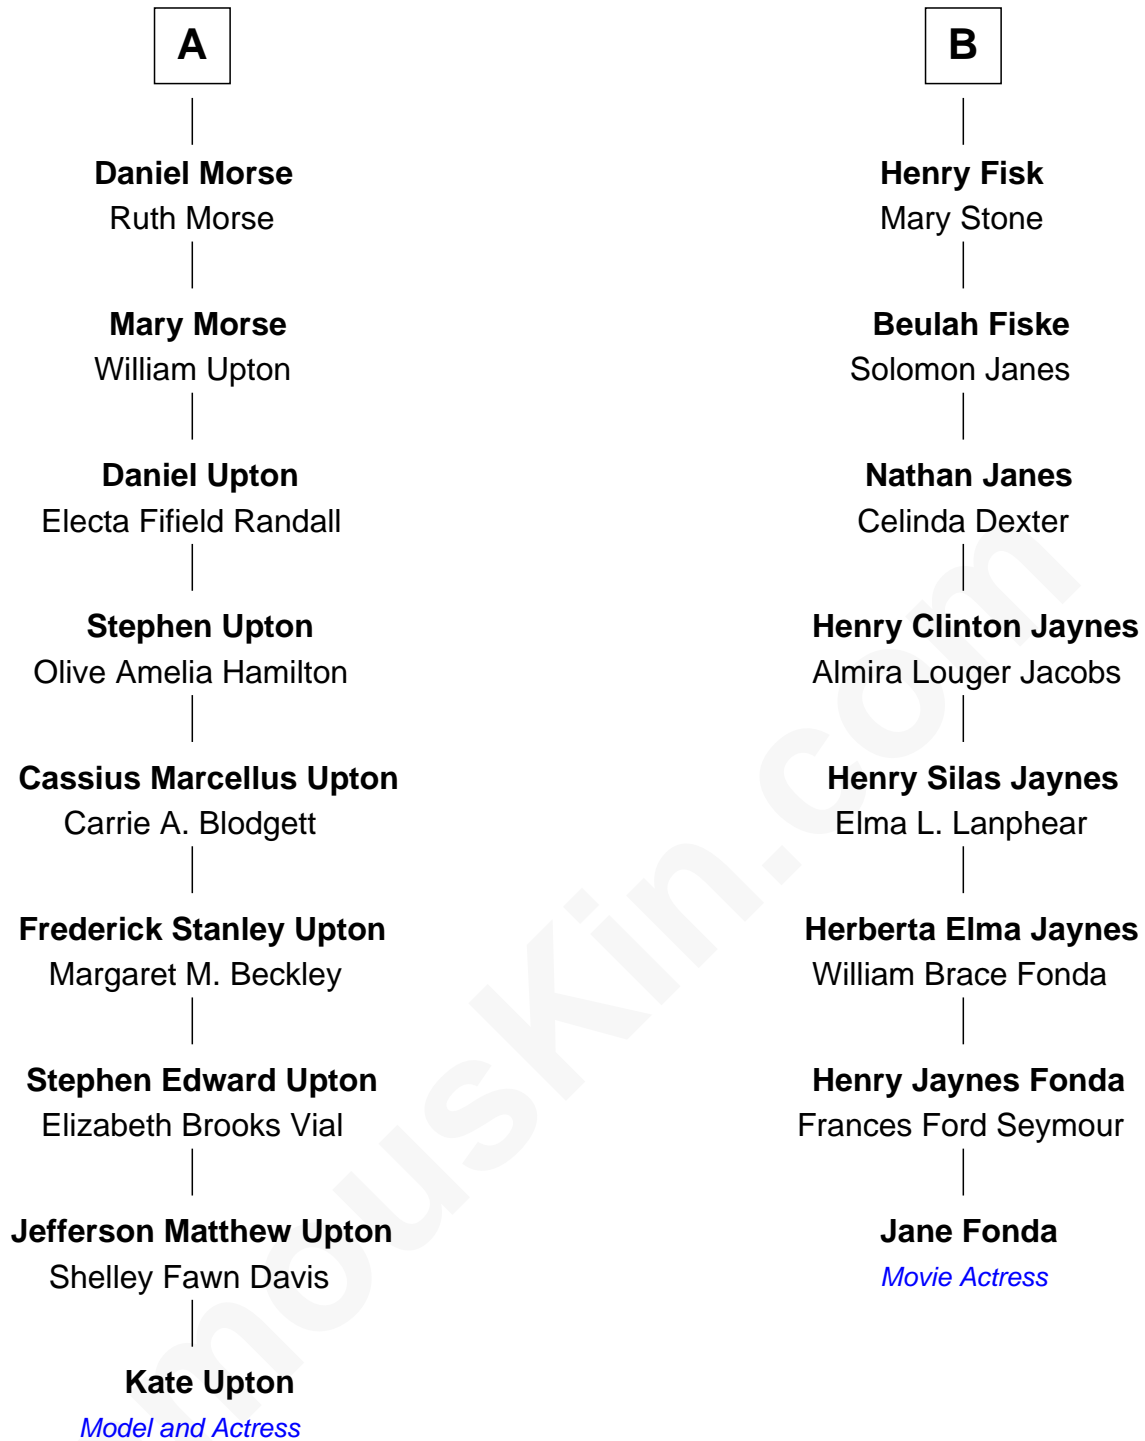 A
Daniel Morse
Ruth Morse
Mary Morse
William Upton
Daniel Upton
Electa Fifield Randall
Stephen Upton
Olive Amelia Hamilton
Cassius Marcellus Upton
Carrie A. Blodgett
Frederick Stanley Upton
Margaret M. Beckley
Stephen Edward Upton
Elizabeth Brooks Vial
Jefferson Matthew Upton
Shelley Fawn Davis
Kate Upton
Model and Actress
B
Henry Fisk
Mary Stone
Beulah Fiske
Solomon Janes
Nathan Janes
Celinda Dexter
Henry Clinton Jaynes
Almira Louger Jacobs
Henry Silas Jaynes
Elma L. Lanphear
Herberta Elma Jaynes
William Brace Fonda
Henry Jaynes Fonda
Frances Ford Seymour
Jane Fonda
Movie Actress
mouskin.com